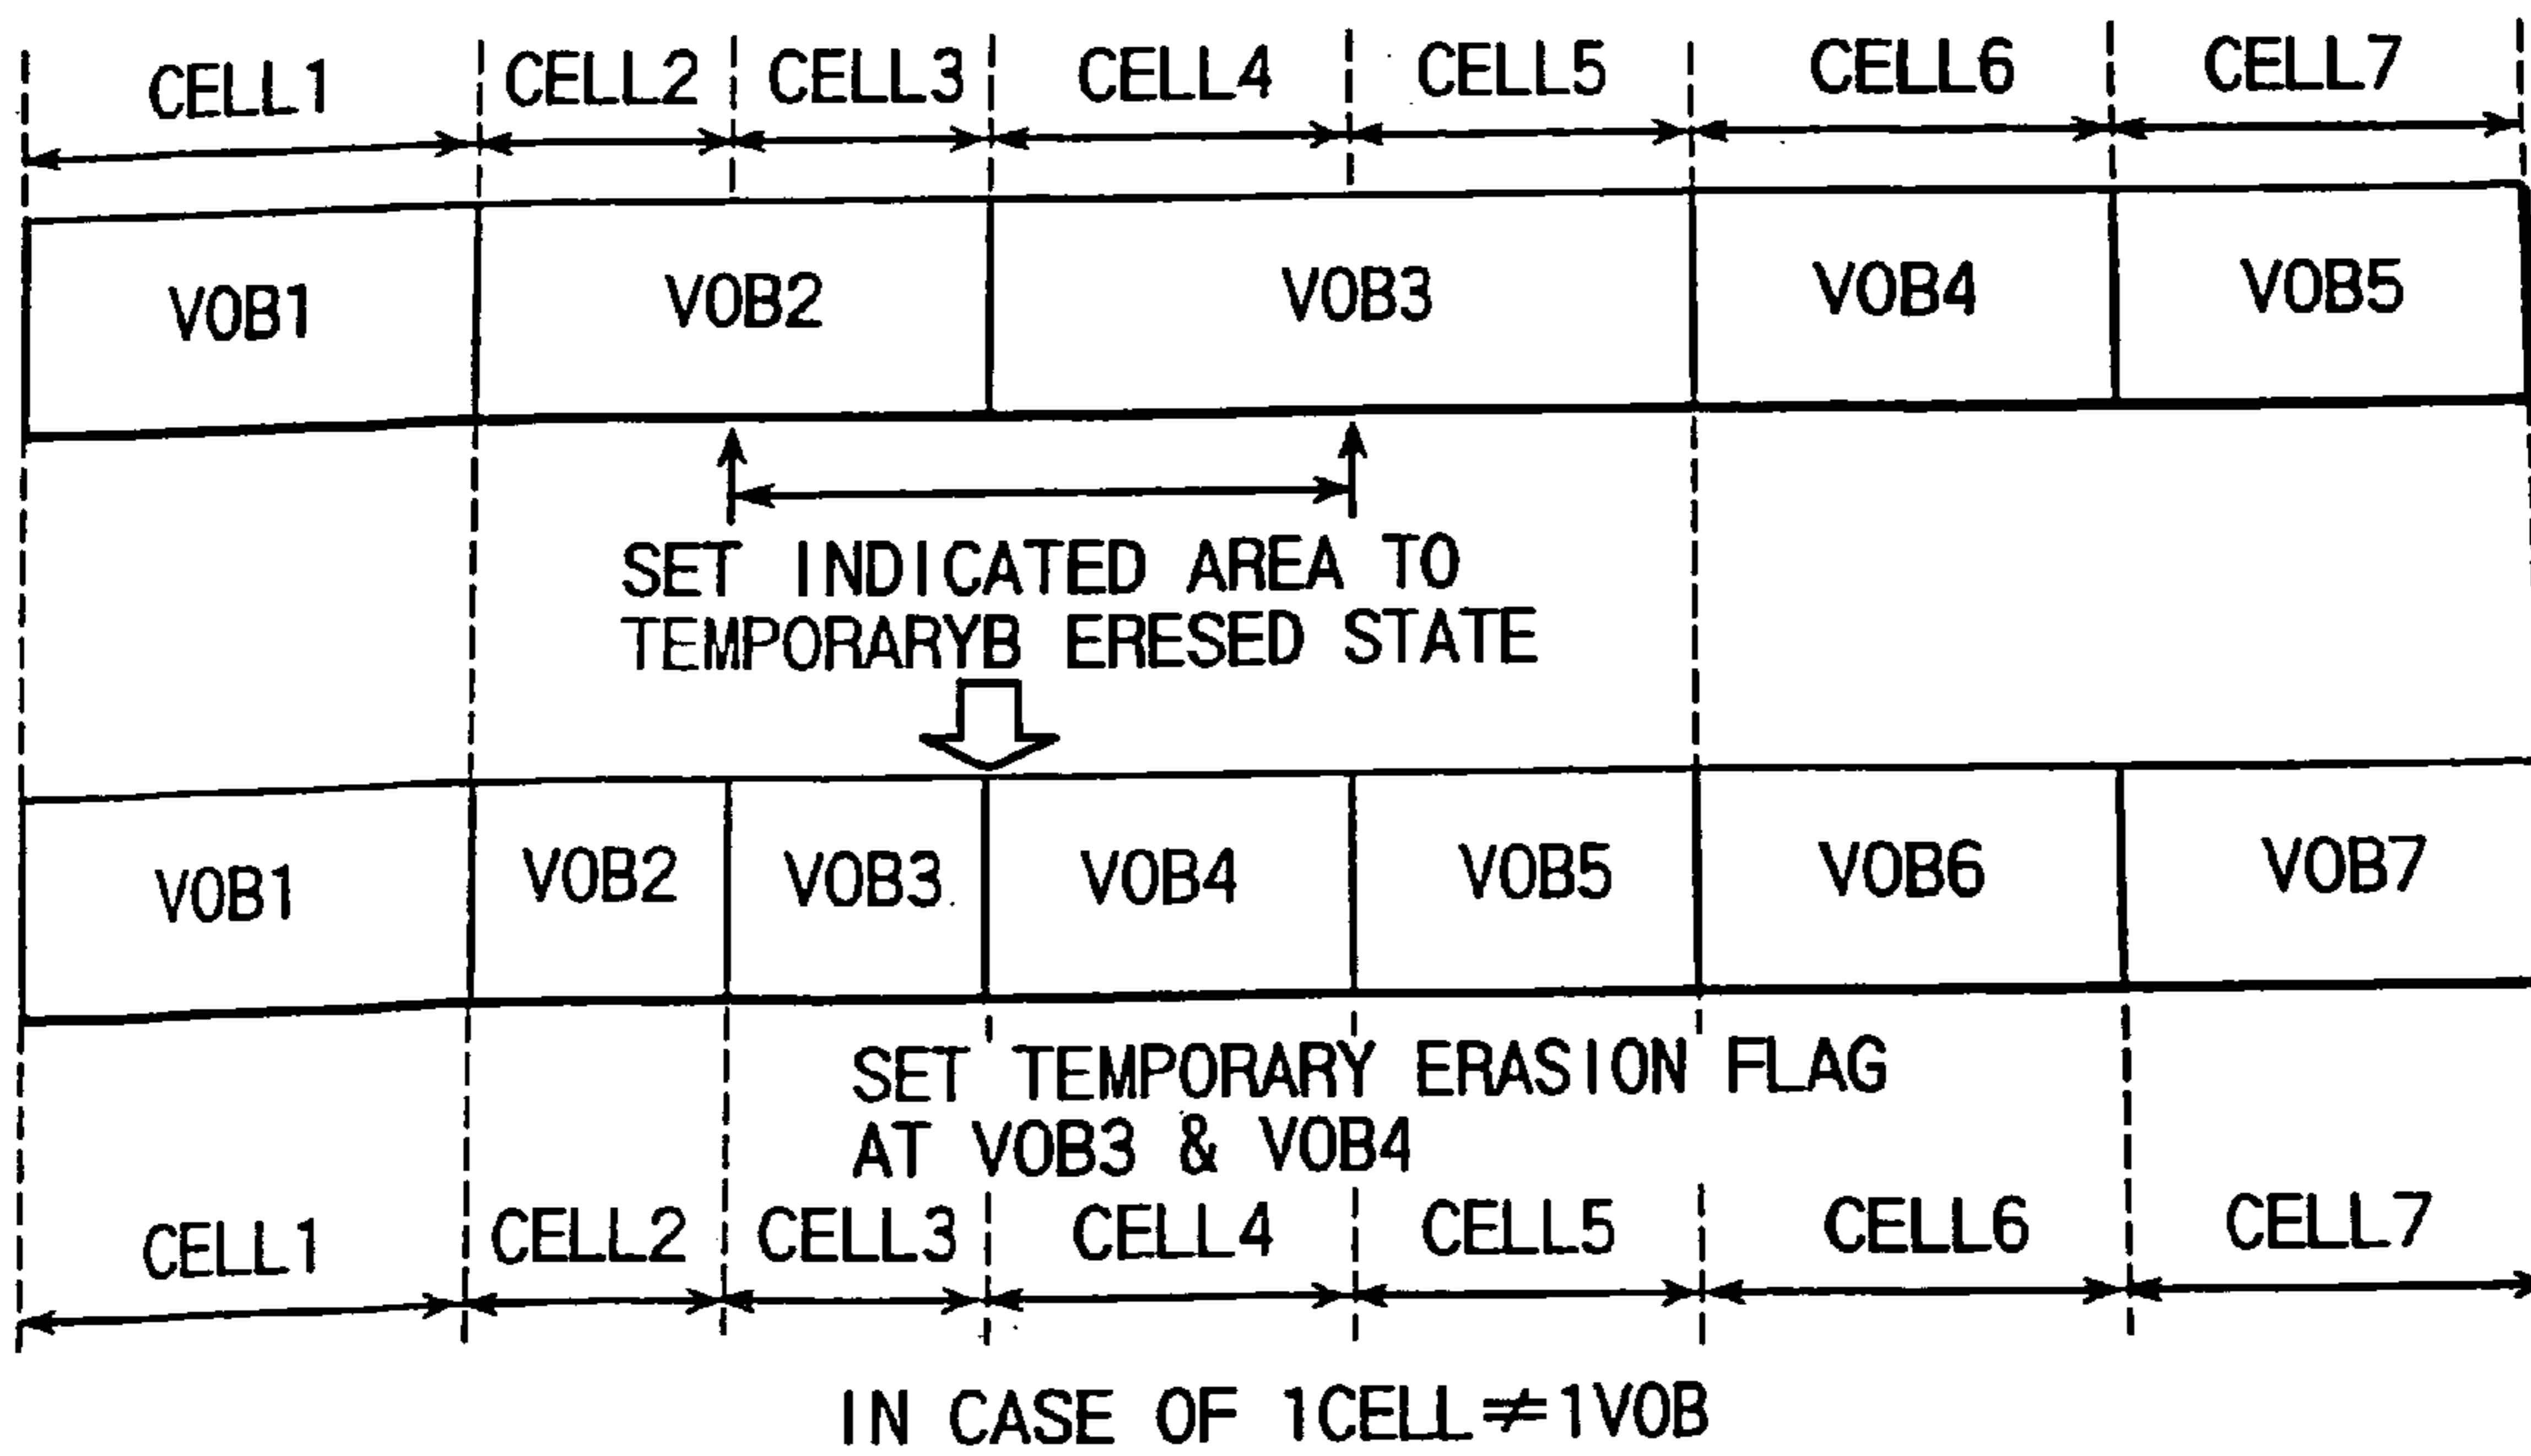 CELL1 CELL2 CELL3 CELL4 CELL5 CELL6 CELL7
VOB1 VOB2 VOB3 VOB4 VOB5
SET INDICATED AREA TO
TEMPORARYB ERESED STATE
VOB1 VOB2 VOB3 VOB4 VOB5 VOB6 VOB7
SET TEMPORARY ERASION FLAG
AT VOB3 & VOB4
CELL1 CELL2 CELL3 CELL4 CELL5 CELL6 CELL7
IN CASE OF 1CELL≠1VOB